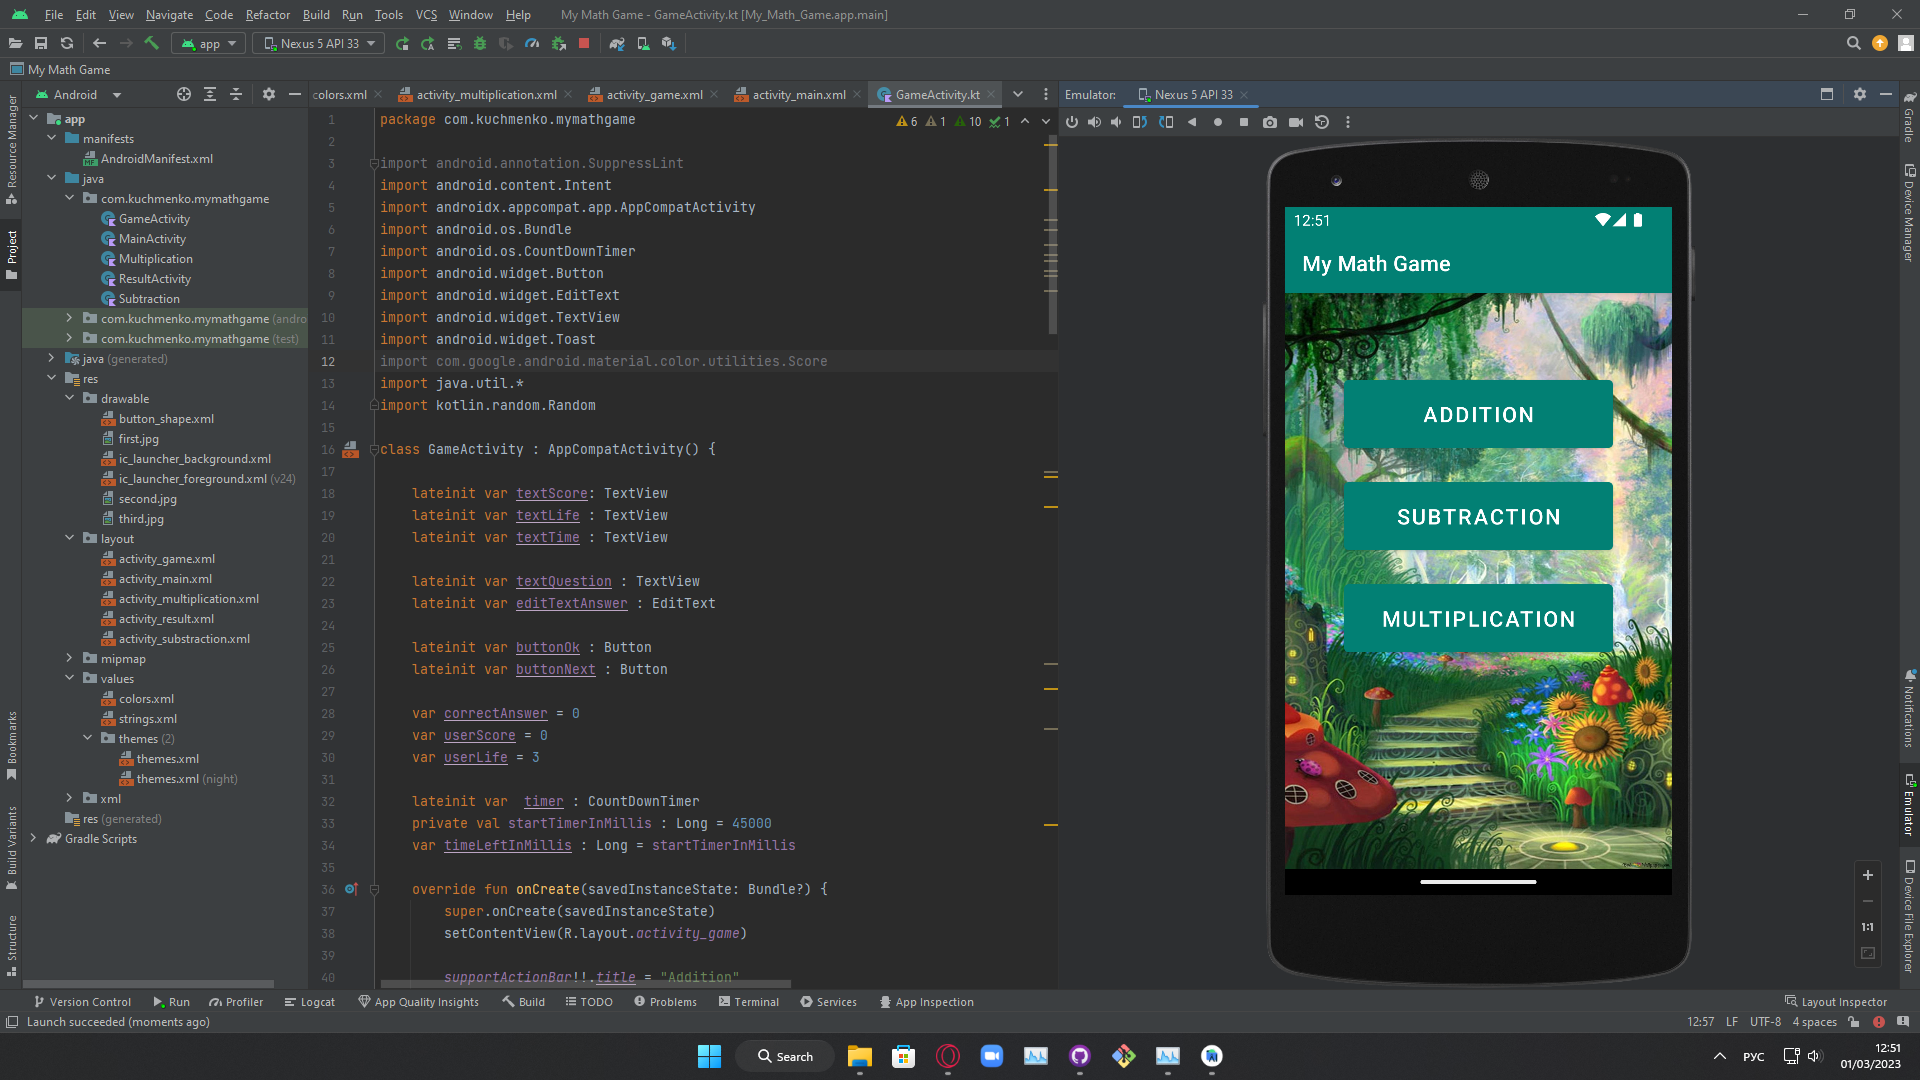 File Edit View Navigate Code Refactor Build Run Tools VCS Window Help My Math Game - GameActivity.kt [My_Math_Game.app.main]
app Nexus 5 API 33
My Math Game
Android
colors.xml activity_multiplication.xml activity_game.xml activity_main.xml GameActivity.kt
Emulator: Nexus 5 API 33
Resource Manager
Project
Bookmarks
Build Variants
Structure
app
manifests
AndroidManifest.xml
java
com.kuchmenko.mymathgame
GameActivity
MainActivity
Multiplication
ResultActivity
Subtraction
com.kuchmenko.mymathgame (andro
com.kuchmenko.mymathgame (test)
java (generated)
res
drawable
button_shape.xml
first.jpg
ic_launcher_background.xml
ic_launcher_foreground.xml (v24)
second.jpg
third.jpg
layout
activity_game.xml
activity_main.xml
activity_multiplication.xml
activity_result.xml
activity_substraction.xml
mipmap
values
colors.xml
strings.xml
themes (2)
themes.xml
themes.xml (night)
xml
res (generated)
Gradle Scripts
6 1 10 1
1 package com.kuchmenko.mymathgame
2
3 import android.annotation.SuppressLint
4 import android.content.Intent
5 import androidx.appcompat.app.AppCompatActivity
6 import android.os.Bundle
7 import android.os.CountDownTimer
8 import android.widget.Button
9 import android.widget.EditText
10 import android.widget.TextView
11 import android.widget.Toast
12 import com.google.android.material.color.utilities.Score
13 import java.util.*
14 import kotlin.random.Random
15
16 class GameActivity : AppCompatActivity() {
17
18 lateinit var textScore: TextView
19 lateinit var textLife : TextView
20 lateinit var textTime : TextView
21
22 lateinit var textQuestion : TextView
23 lateinit var editTextAnswer : EditText
24
25 lateinit var buttonOk : Button
26 lateinit var buttonNext : Button
27
28 var correctAnswer = 0
29 var userScore = 0
30 var userLife = 3
31
32 lateinit var timer : CountDownTimer
33 private val startTimerInMillis : Long = 45000
34 var timeLeftInMillis : Long = startTimerInMillis
35
36 override fun onCreate(savedInstanceState: Bundle?) {
37 super.onCreate(savedInstanceState)
38 setContentView(R.layout.activity_game)
39
40 supportActionBar!!.title = "Addition"
12:51
My Math Game
ADDITION
SUBTRACTION
MULTIPLICATION
1:1
Gradle
Device Manager
Notifications
Emulator
Device File Explorer
Version Control Run Profiler Logcat App Quality Insights Build TODO Problems Terminal Services App Inspection Layout Inspector
Launch succeeded (moments ago) 12:57 LF UTF-8 4 spaces
Search РУС 12:51
01/03/2023